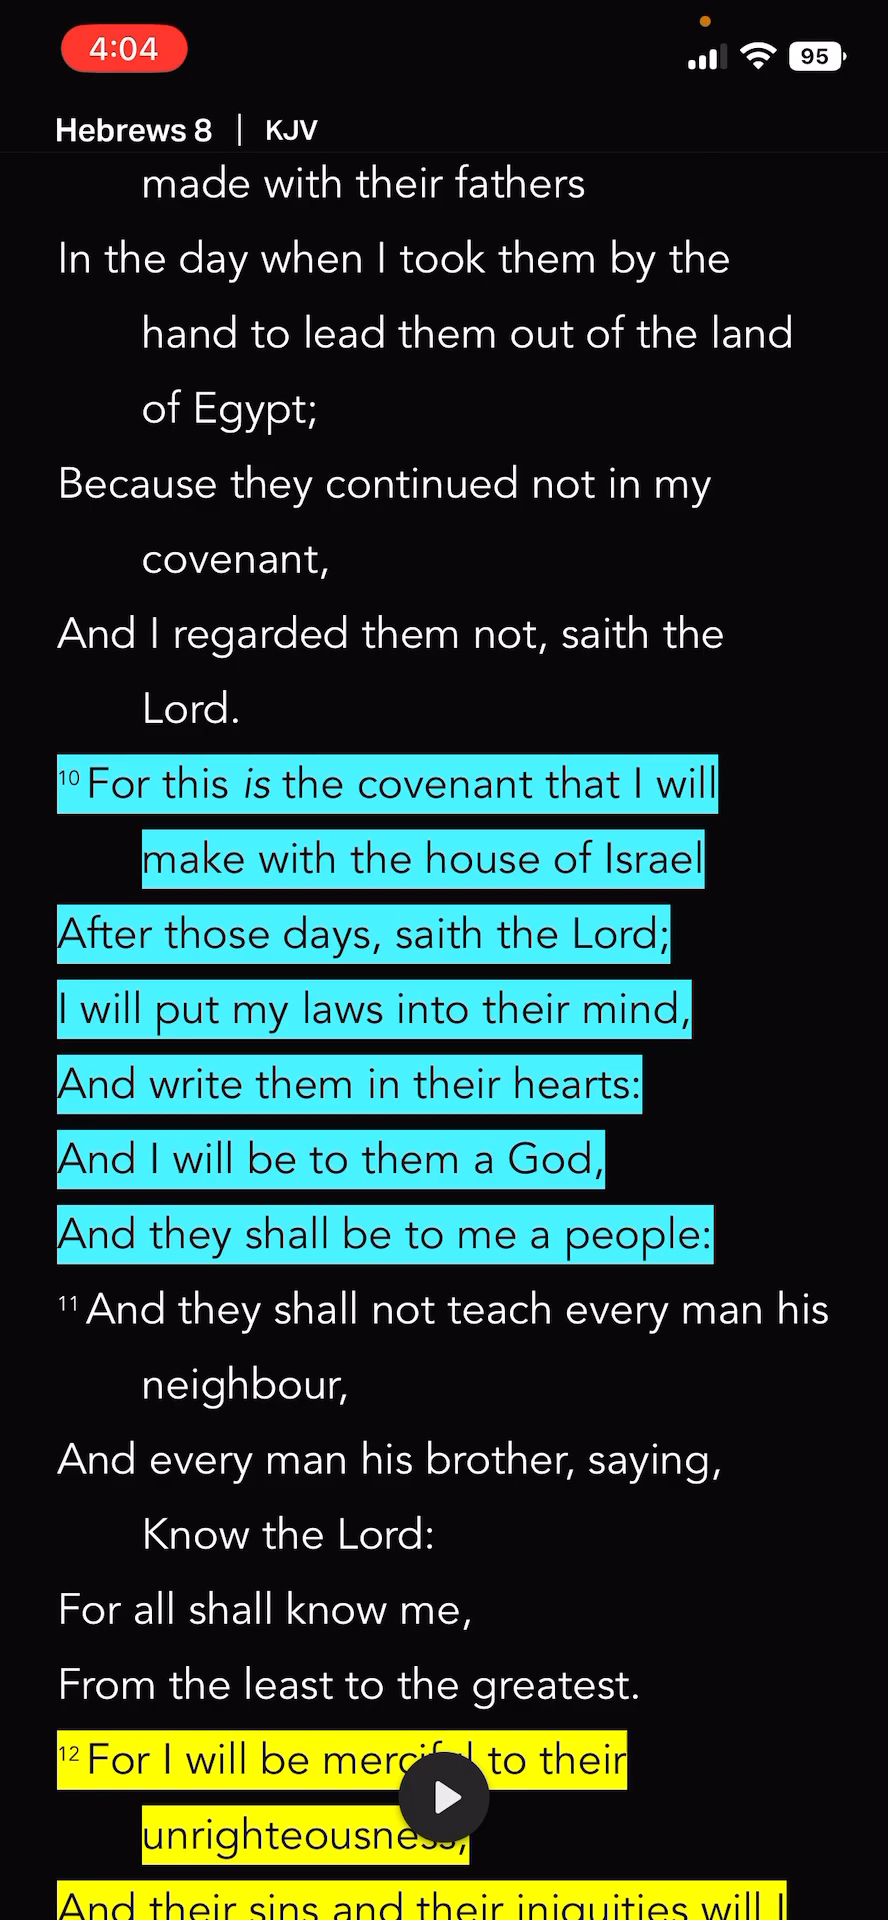 4:04
95
Hebrews 8 | KJV
made with their fathers
In the day when I took them by the
hand to lead them out of the land
of Egypt;
Because they continued not in my
covenant,
And I regarded them not, saith the
Lord.
10 For this is the covenant that I will
make with the house of Israel
After those days, saith the Lord;
I will put my laws into their mind,
And write them in their hearts:
And I will be to them a God,
And they shall be to me a people:
11 And they shall not teach every man his
neighbour,
And every man his brother, saying,
Know the Lord:
For all shall know me,
From the least to the greatest.
12 For I will be merciful to their
unrighteousness,
And their sins and their iniquities will I